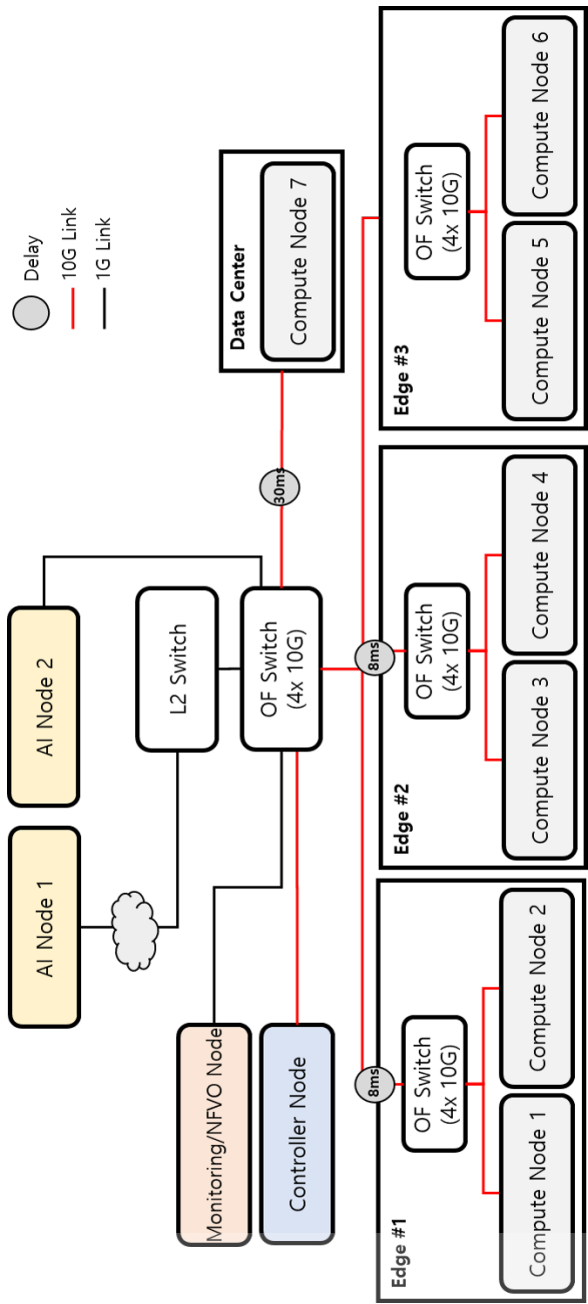 AI Node 1
AI Node 2
Delay
10G Link
1G Link
L2 Switch
Monitoring/NFVO Node
Controller Node
OF Switch
(4x 10G)
30ms
Data Center
Compute Node 7
8ms
8ms
Edge #1
OF Switch
(4x 10G)
Compute Node 1
Compute Node 2
Edge #2
OF Switch
(4x 10G)
Compute Node 3
Compute Node 4
Edge #3
OF Switch
(4x 10G)
Compute Node 5
Compute Node 6